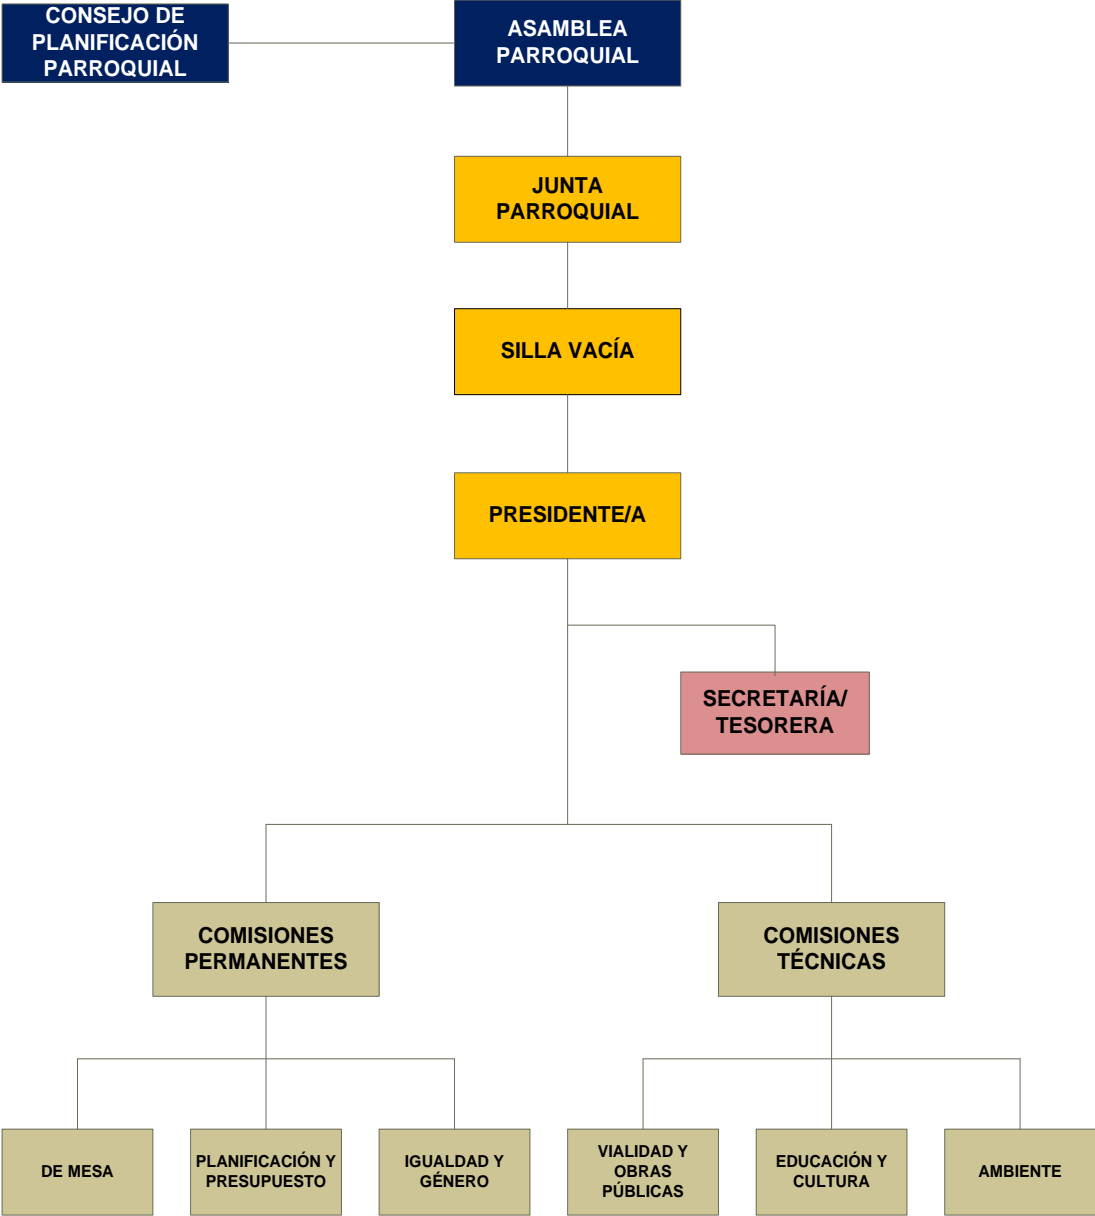 CONSEJO DE
PLANIFICACIÓN
PARROQUIAL
ASAMBLEA
PARROQUIAL
JUNTA
PARROQUIAL
SILLA VACÍA
PRESIDENTE/A
SECRETARÍA/
TESORERA
COMISIONES
PERMANENTES
COMISIONES
TÉCNICAS
DE MESA
PLANIFICACIÓN Y
PRESUPUESTO
IGUALDAD Y
GÉNERO
VIALIDAD Y
OBRAS
PÚBLICAS
EDUCACIÓN Y
CULTURA
AMBIENTE